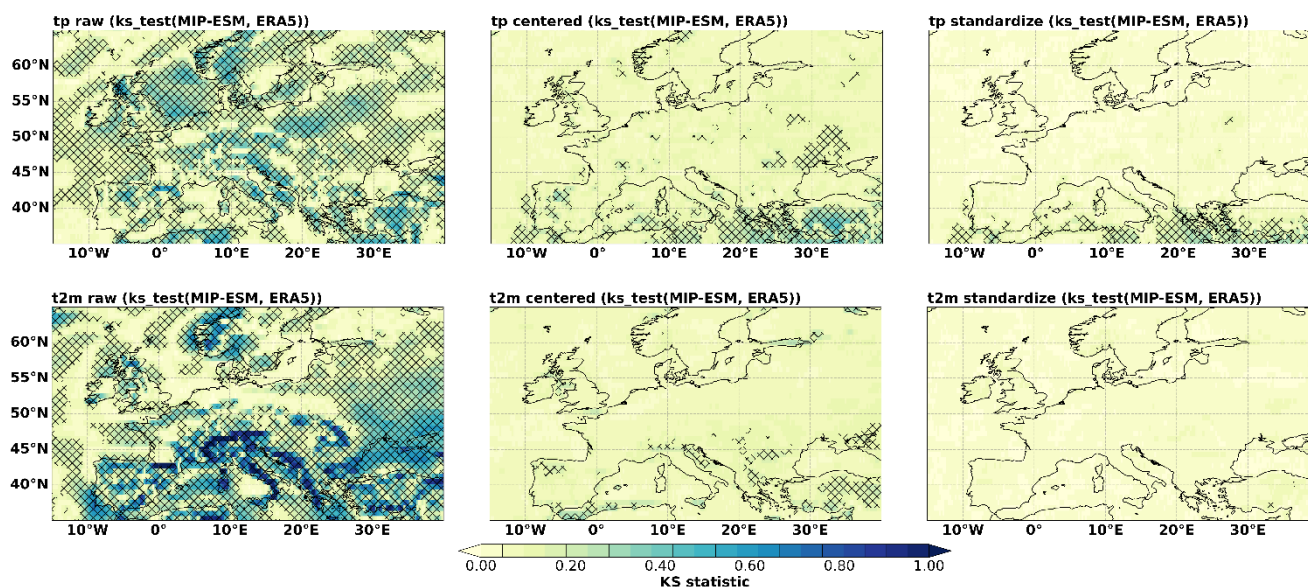 tp raw (ks_test(MIP-ESM, ERA5))
tp centered (ks_test(MIP-ESM, ERA5))
tp standardize (ks_test(MIP-ESM, ERA5))
60°N
55°N
50°N
45°N
40°N
10°W 0° 10°E 20°E 30°E
10°W 0° 10°E 20°E 30°E
10°W 0° 10°E 20°E 30°E
t2m raw (ks_test(MIP-ESM, ERA5))
t2m centered (ks_test(MIP-ESM, ERA5))
t2m standardize (ks_test(MIP-ESM, ERA5))
60°N
55°N
50°N
45°N
40°N
10°W 0° 10°E 20°E 30°E
10°W 0° 10°E 20°E 30°E
10°W 0° 10°E 20°E 30°E
0.00 0.20 0.40 0.60 0.80 1.00
KS statistic